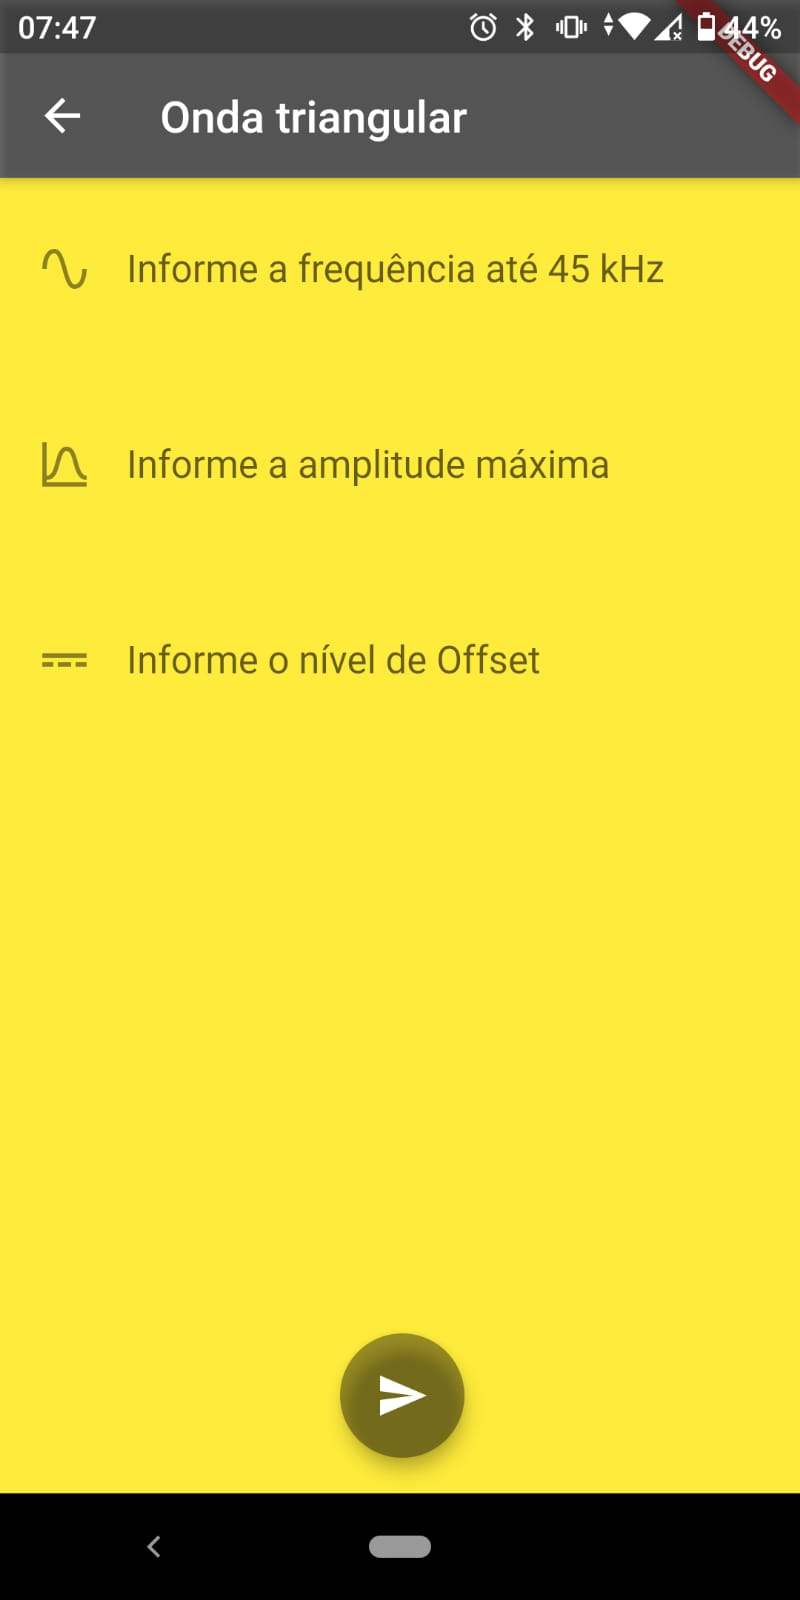 07:47
44%
DEBUG
Onda triangular
Informe a frequência até 45 kHz
Informe a amplitude máxima
Informe o nível de Offset